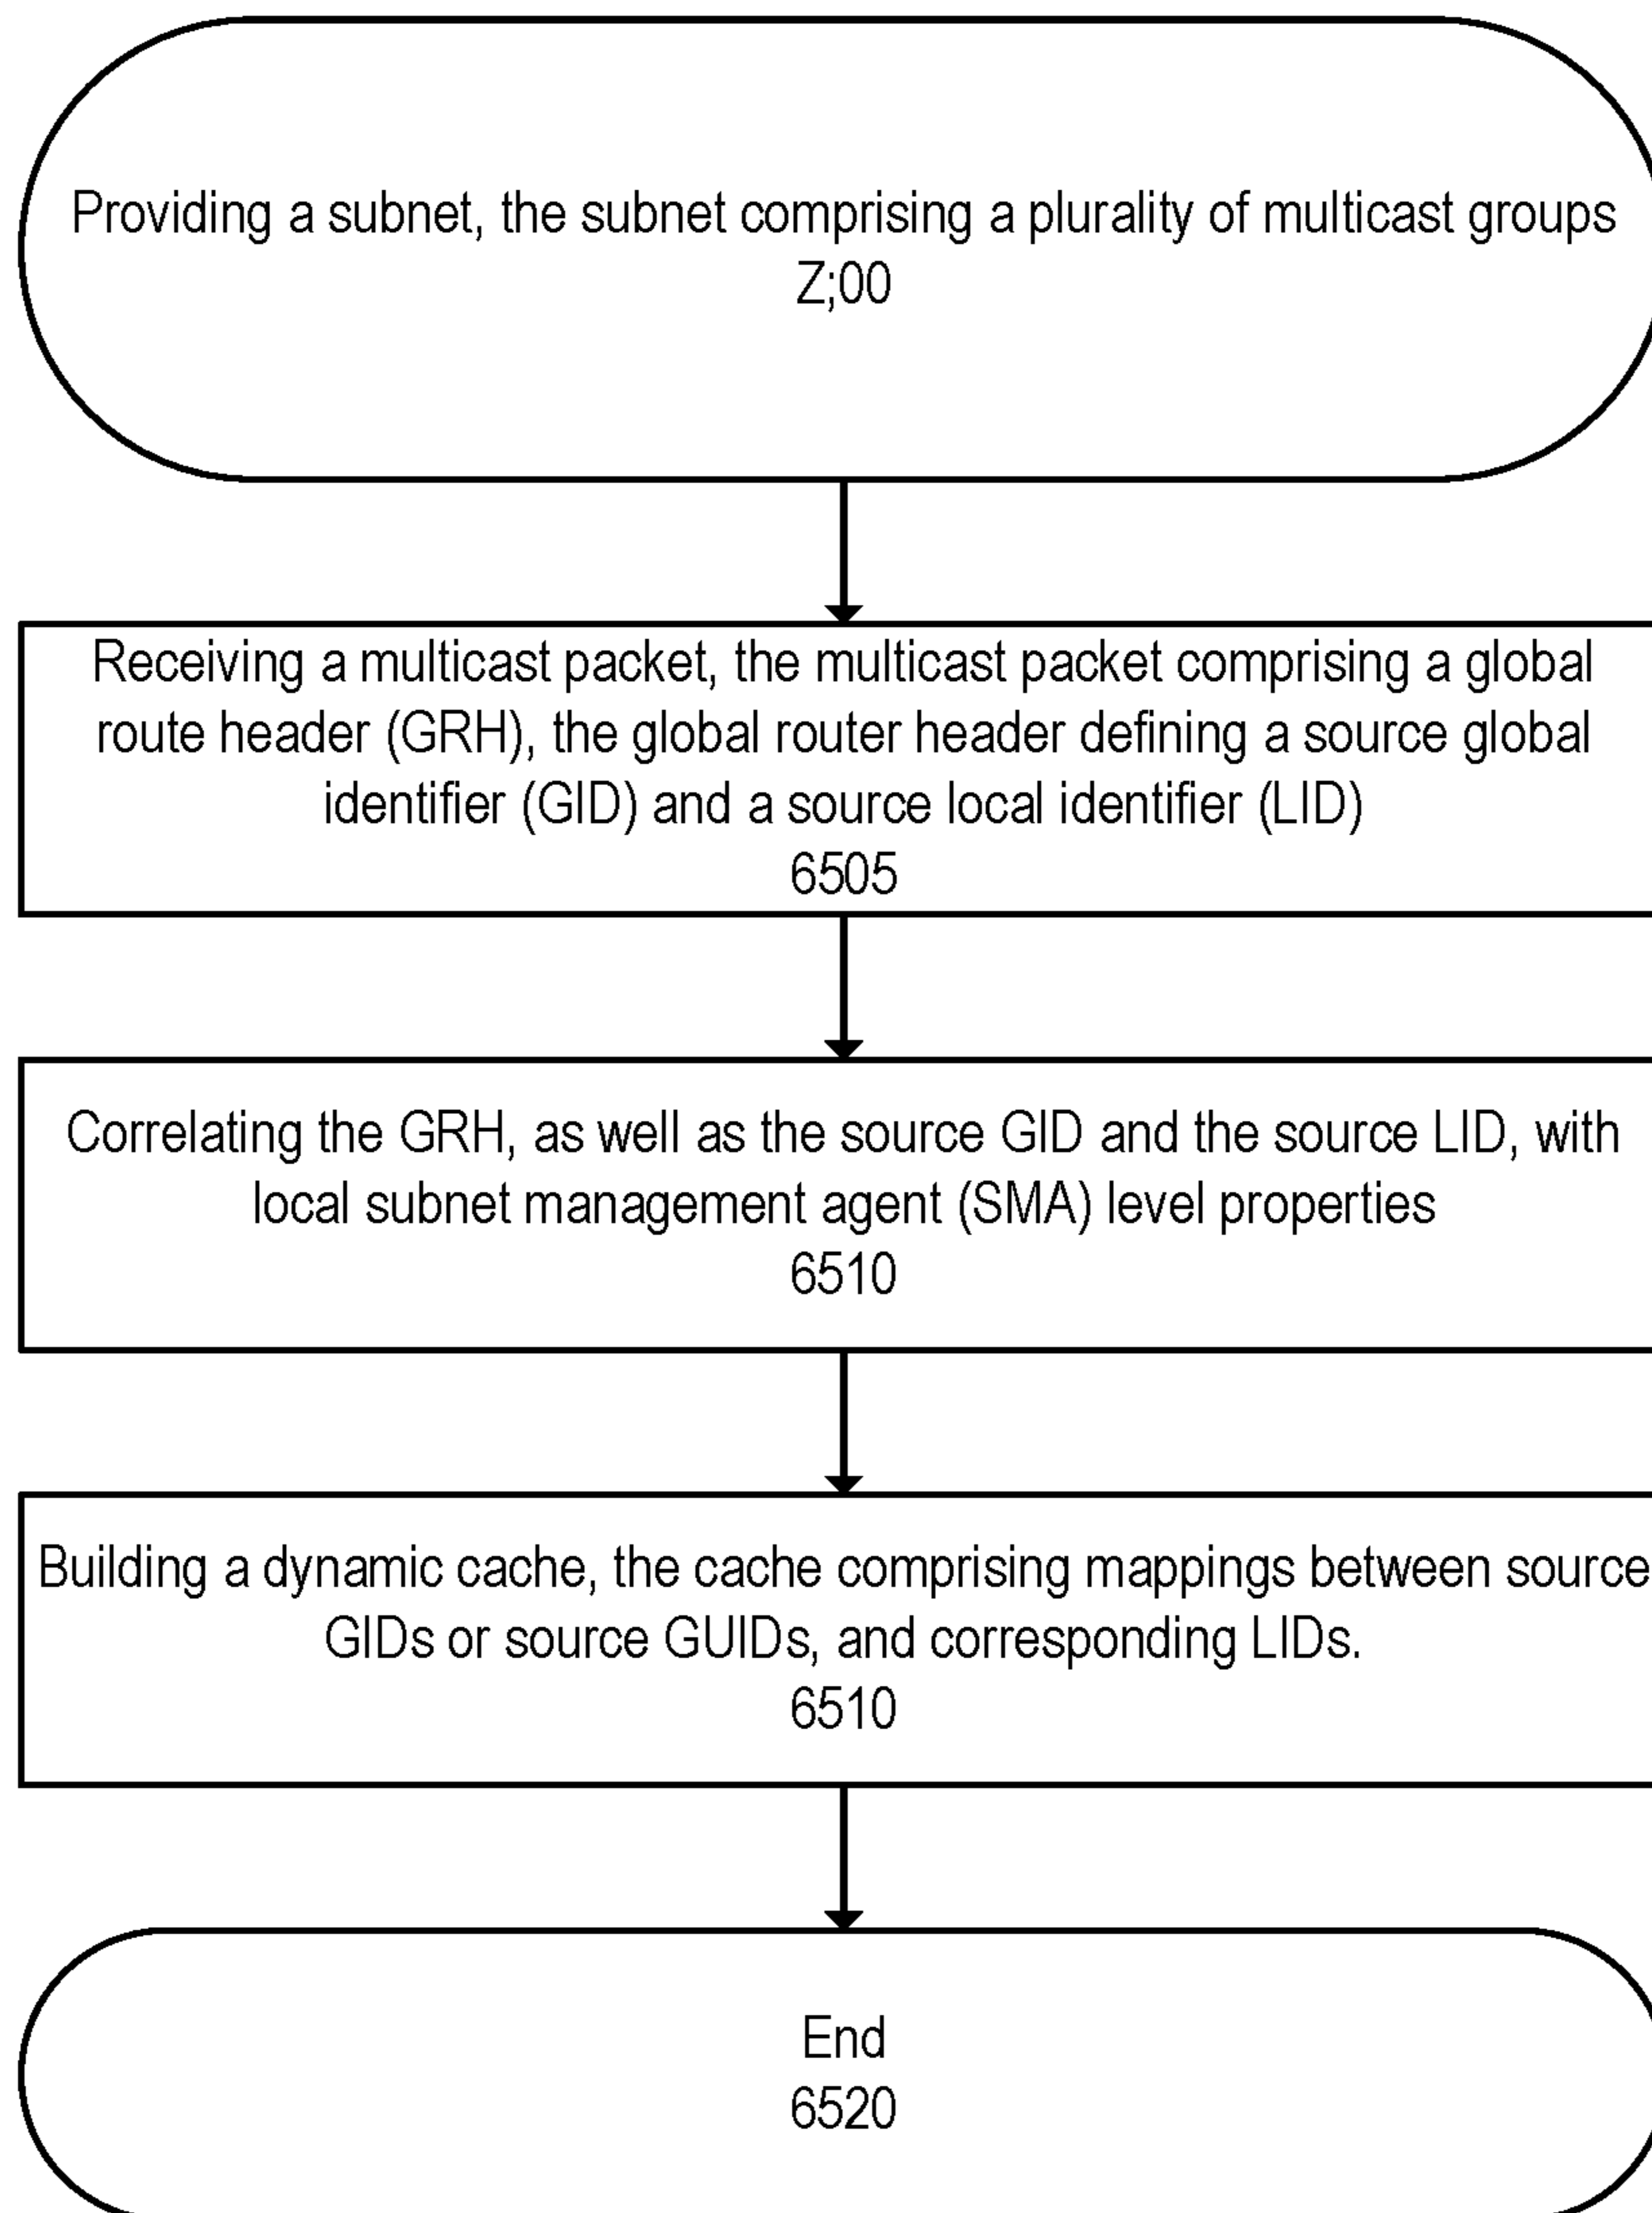 Providing a subnet, the subnet comprising a plurality of multicast groups
Z;00
Receiving a multicast packet, the multicast packet comprising a global
route header (GRH), the global router header defining a source global
identifier (GID) and a source local identifier (LID)
6505
Correlating the GRH, as well as the source GID and the source LID, with
local subnet management agent (SMA) level properties
6510
Building a dynamic cache, the cache comprising mappings between source
GIDs or source GUIDs, and corresponding LIDs.
6510
End
6520